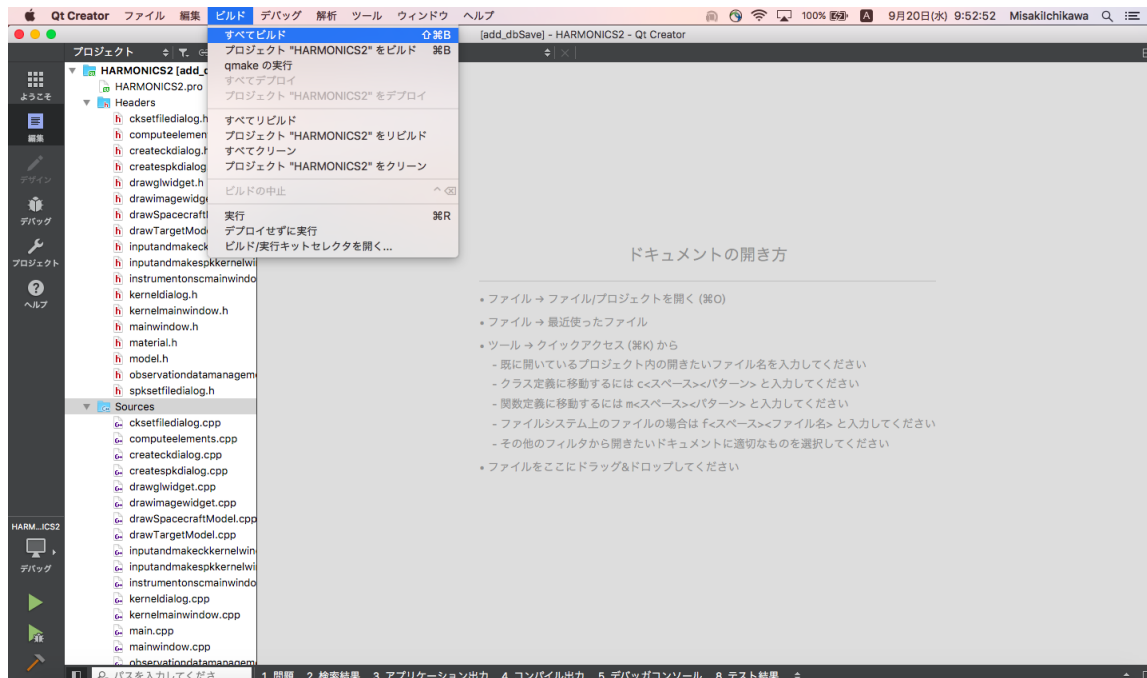 Qt Creator ファイル 編集 ビルド デバッグ 解析 ツール ウィンドウ ヘルプ 100% A 9月20日(水) 9:52:52 MisakiIchikawa
[add_dbSave] - HARMONICS2 - Qt Creator
プロジェクト
すべてビルド ⇧⌘B
プロジェクト "HARMONICS2" をビルド ⌘B
qmake の実行
すべてデプロイ
プロジェクト "HARMONICS2" をデプロイ
すべてリビルド
プロジェクト "HARMONICS2" をリビルド
すべてクリーン
プロジェクト "HARMONICS2" をクリーン
ビルドの中止 ^⌫
実行 ⌘R
デプロイせずに実行
ビルド/実行キットセレクタを開く...
ようこそ
編集
デザイン
デバッグ
プロジェクト
ヘルプ
HARM...ICS2
デバッグ
HARMONICS2 [add_d
HARMONICS2.pro
Headers
h cksetfiledialog.h
h computeelemen
h createckdialog.h
h createspkdialog
h drawglwidget.h
h drawimagewidge
h drawSpacecraft
h drawTargetMod
h inputandmakeck
h inputandmakespkkernelwi
h instrumentonscmainwindo
h kerneldialog.h
h kernelmainwindow.h
h mainwindow.h
h material.h
h model.h
h observationdatamanagem
h spksetfiledialog.h
Sources
cksetfiledialog.cpp
computeelements.cpp
createckdialog.cpp
createspkdialog.cpp
drawglwidget.cpp
drawimagewidget.cpp
drawSpacecraftModel.cpp
drawTargetModel.cpp
inputandmakeckkernelwin
inputandmakespkkernelwi
instrumentonscmainwindo
kerneldialog.cpp
kernelmainwindow.cpp
main.cpp
mainwindow.cpp
observationdatamanagem
ドキュメントの開き方
• ファイル → ファイル/プロジェクトを開く (⌘O)
• ファイル → 最近使ったファイル
• ツール → クイックアクセス (⌘K) から
- 既に開いているプロジェクト内の開きたいファイル名を入力してください
- クラス定義に移動するには c<スペース><パターン> と入力してください
- 関数定義に移動するには m<スペース><パターン> と入力してください
- ファイルシステム上のファイルの場合は f<スペース><ファイル名> と入力してください
- その他のフィルタから開きたいドキュメントに適切なものを選択してください
• ファイルをここにドラッグ&ドロップしてください
パスを入力してくださ 1 問題 2 検索結果 3 アプリケーション出力 4 コンパイル出力 5 デバッガコンソール 8 テスト結果